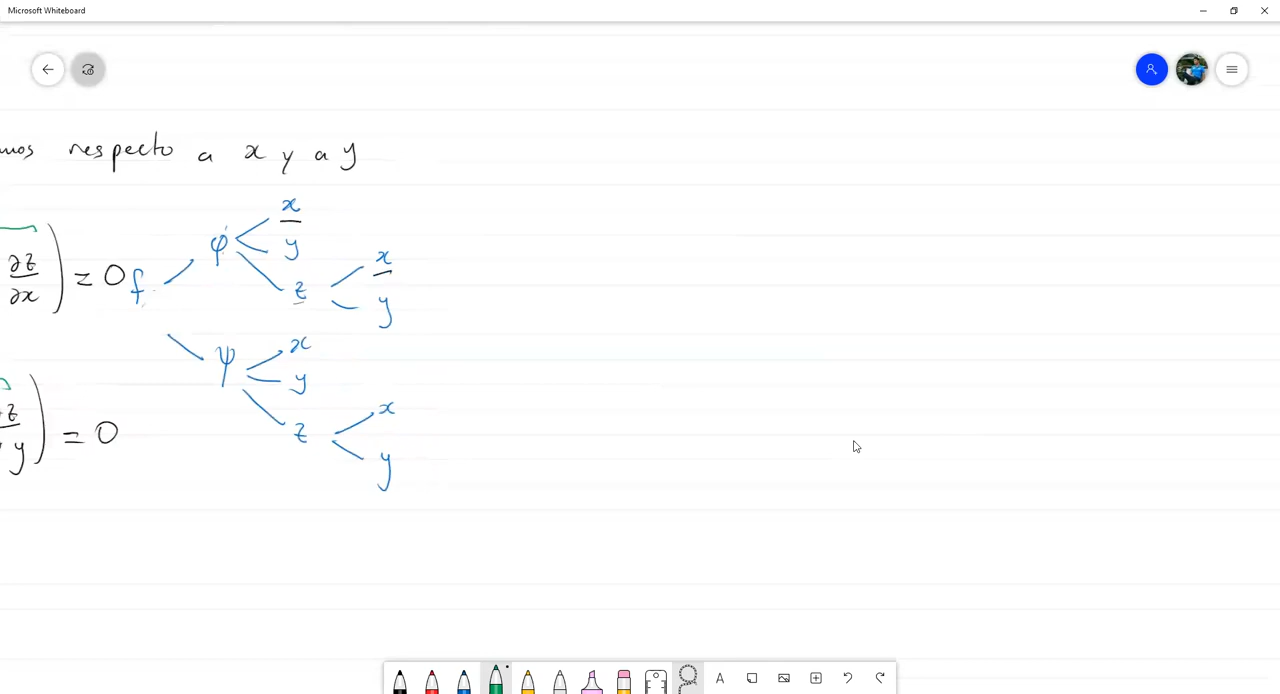 Microsoft Whiteboard
mos respecto a x y a y
∂z/∂x) = 0
f
φ
x
y
z
x
y
ψ
x
y
z
x
y
z/y) = 0
A